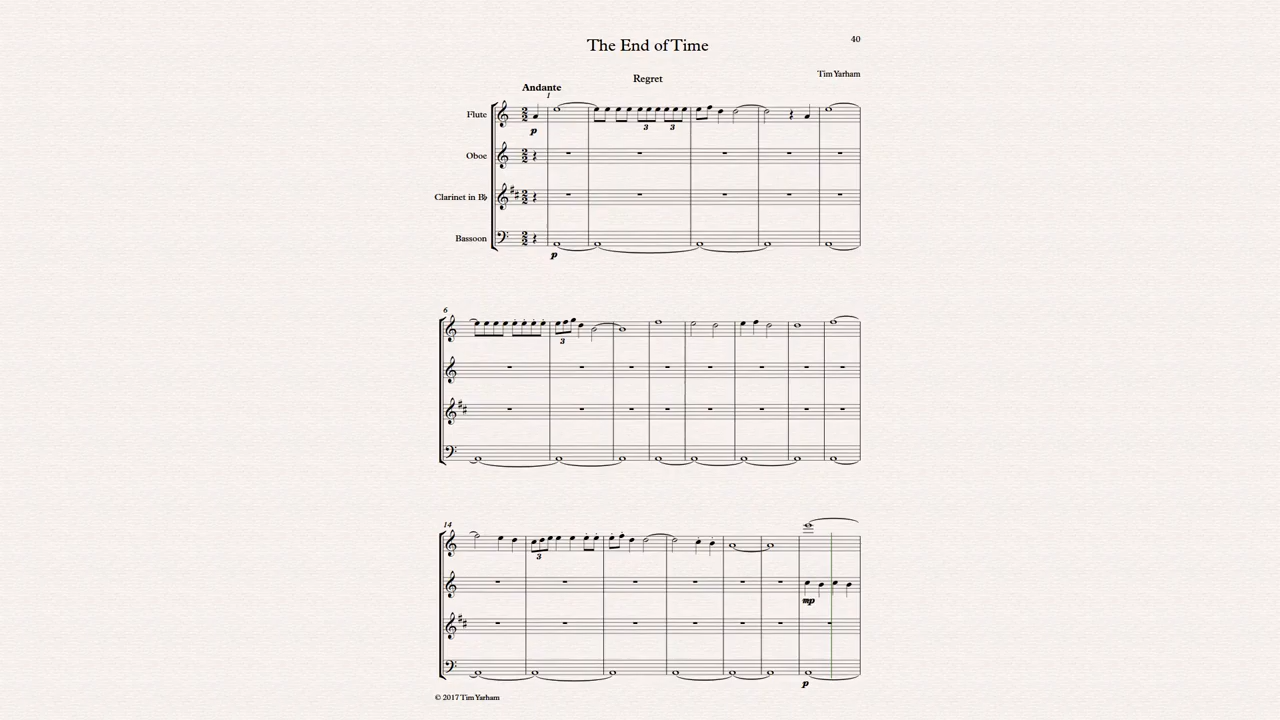 The End of Time
40
Regret
Tim Yarham
Andante
1
Flute
p
3
3
Oboe
Clarinet in B♭
Bassoon
p
6
3
14
3
mp
p
© 2017 Tim Yarham